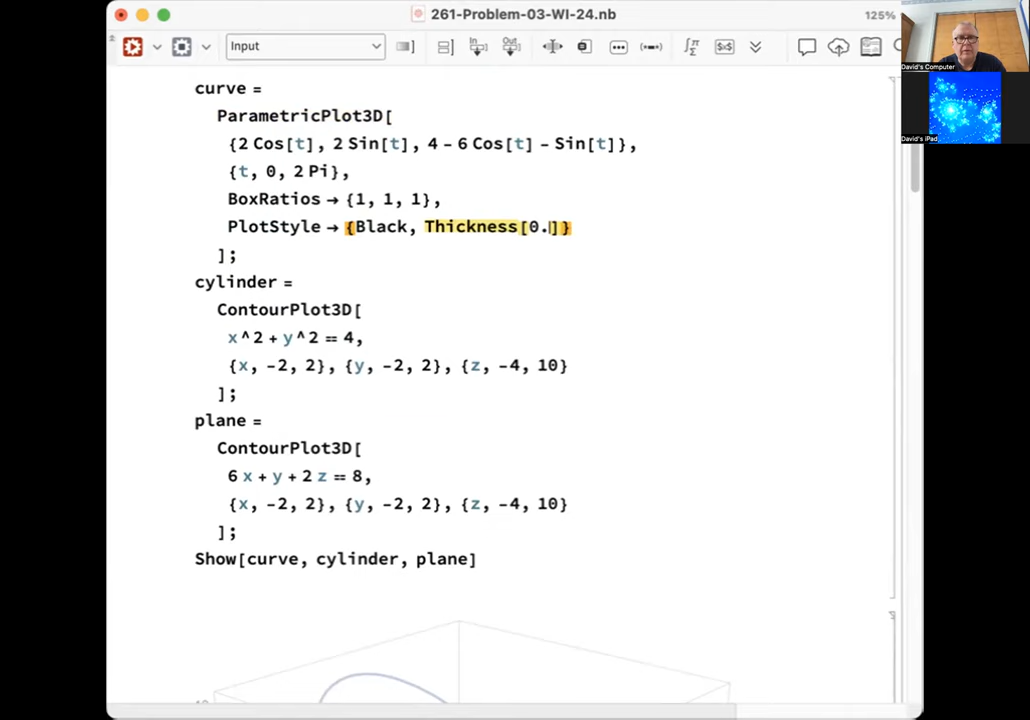 261-Problem-03-WI-24.nb
125%
Input
David's Computer
David's iPad
curve =
ParametricPlot3D[
{2 Cos[t], 2 Sin[t], 4 - 6 Cos[t] - Sin[t]},
{t, 0, 2 Pi},
BoxRatios → {1, 1, 1},
PlotStyle → {Black, Thickness[0.]}
];
cylinder =
ContourPlot3D[
x^2 + y^2 == 4,
{x, -2, 2}, {y, -2, 2}, {z, -4, 10}
];
plane =
ContourPlot3D[
6 x + y + 2 z == 8,
{x, -2, 2}, {y, -2, 2}, {z, -4, 10}
];
Show[curve, cylinder, plane]